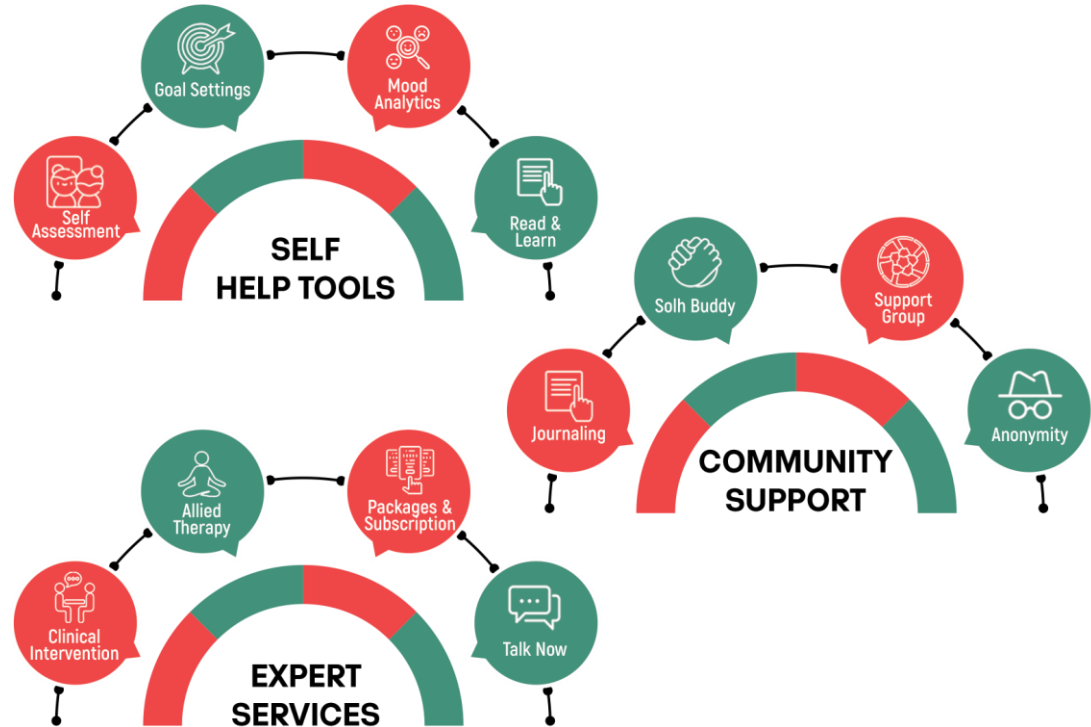 Goal Settings
Mood
Analytics
Self
Assessment
Read &
Learn
SELF
HELP TOOLS
Solh Buddy
Support
Group
Journaling
Anonymity
COMMUNITY
SUPPORT
Allied
Therapy
Packages &
Subscription
Clinical
Intervention
Talk Now
EXPERT
SERVICES